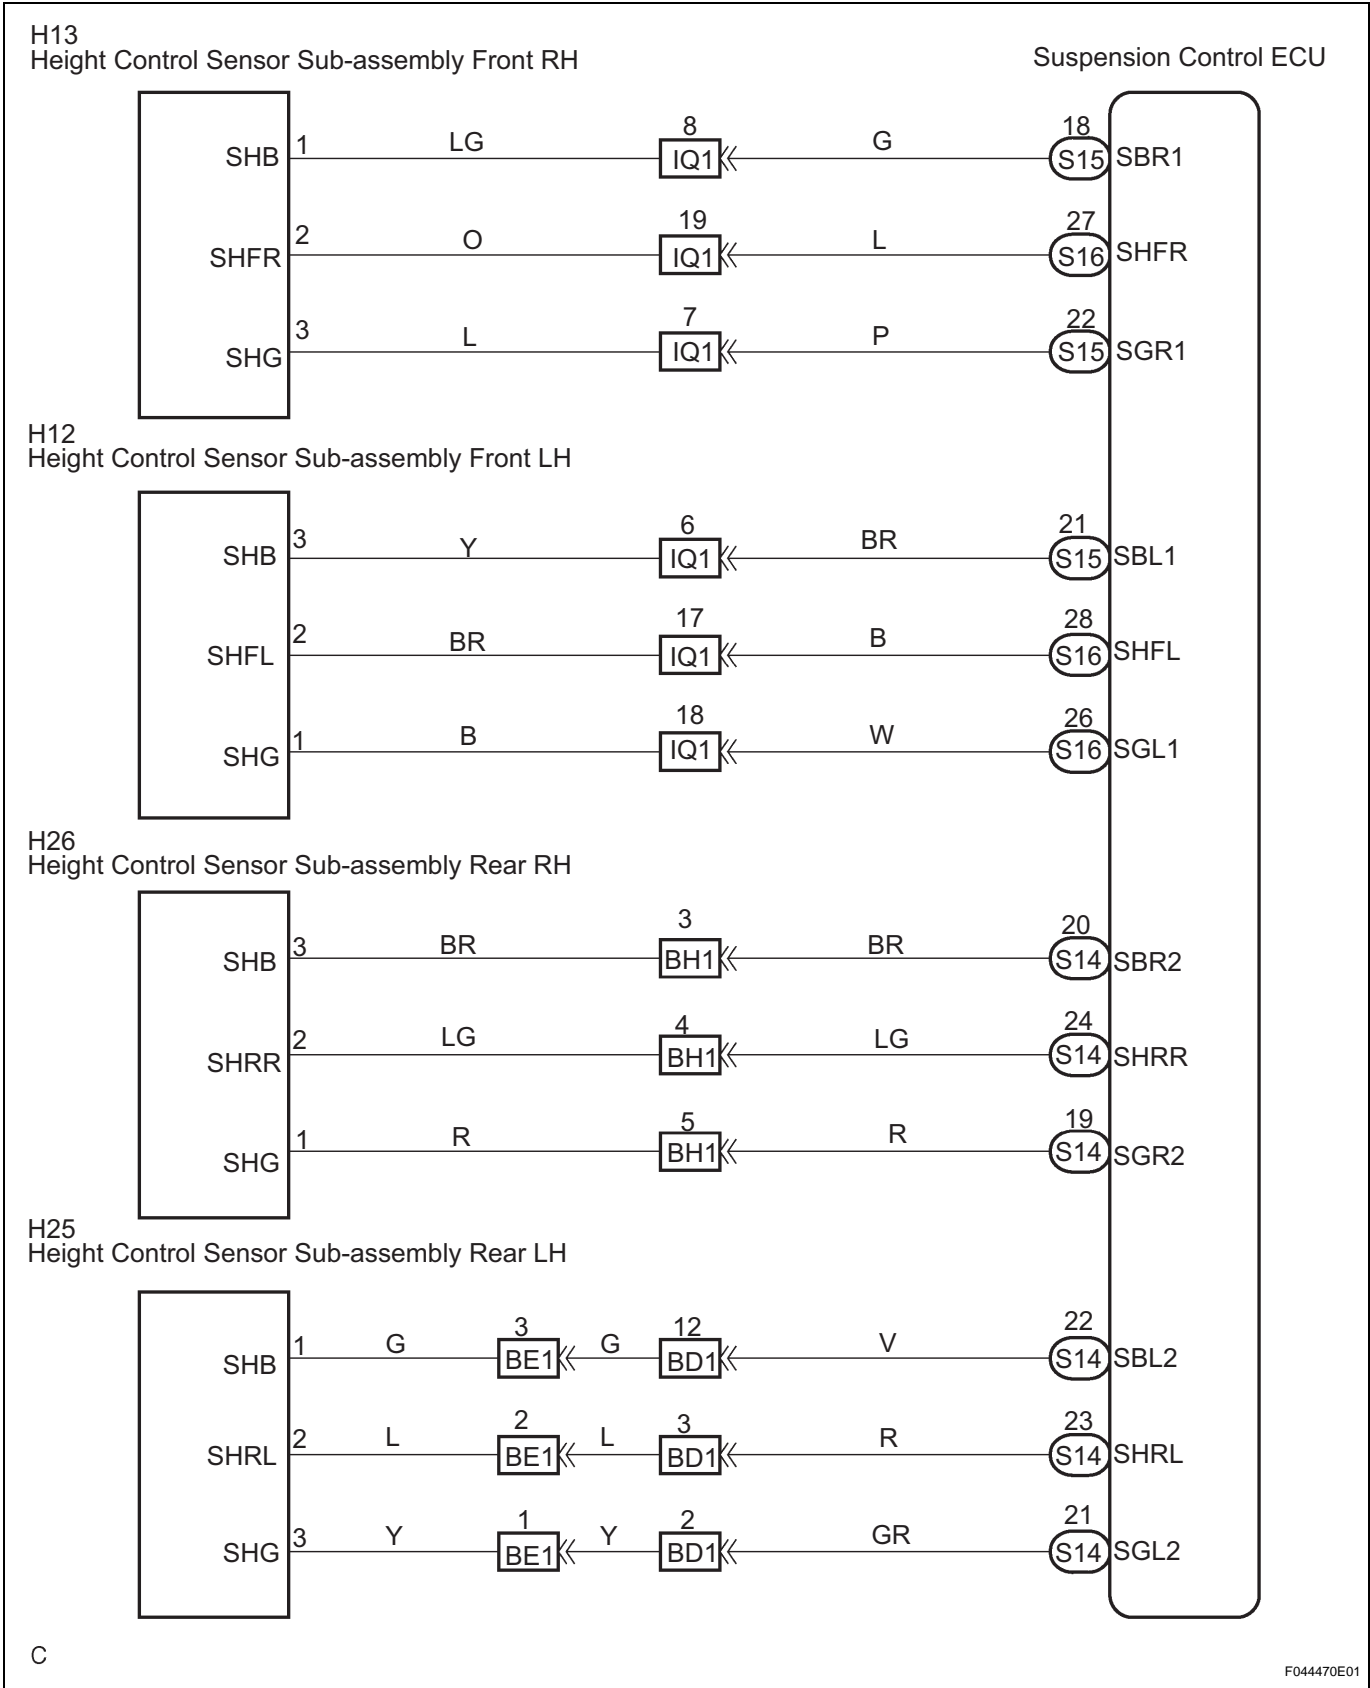 H13
Height Control Sensor Sub-assembly Front RH
Suspension Control ECU
SHB 1 LG 8 IQ1 G 18 S15 SBR1
SHFR 2 O 19 IQ1 L 27 S16 SHFR
SHG 3 L 7 IQ1 P 22 S15 SGR1
H12
Height Control Sensor Sub-assembly Front LH
SHB 3 Y 6 IQ1 BR 21 S15 SBL1
SHFL 2 BR 17 IQ1 B 28 S16 SHFL
SHG 1 B 18 IQ1 W 26 S16 SGL1
H26
Height Control Sensor Sub-assembly Rear RH
SHB 3 BR 3 BH1 BR 20 S14 SBR2
SHRR 2 LG 4 BH1 LG 24 S14 SHRR
SHG 1 R 5 BH1 R 19 S14 SGR2
H25
Height Control Sensor Sub-assembly Rear LH
SHB 1 G 3 BE1 G 12 BD1 V 22 S14 SBL2
SHRL 2 L 2 BE1 L 3 BD1 R 23 S14 SHRL
SHG 3 Y 1 BE1 Y 2 BD1 GR 21 S14 SGL2
C
F044470E01